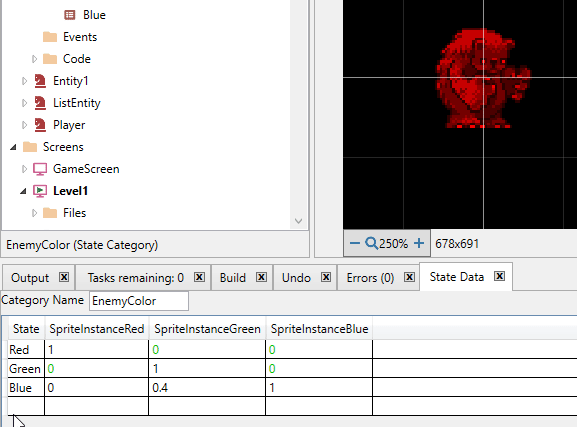 Blue
Events
Code
Entity1
ListEntity
Player
Screens
GameScreen
Level1
Files
EnemyColor (State Category)
250% 678x691
Output Tasks remaining: 0 Build Undo Errors (0) State Data
Category Name EnemyColor
State SpriteInstanceRed SpriteInstanceGreen SpriteInstanceBlue
Red 1 0 0
Green 0 1 0
Blue 0 0.4 1